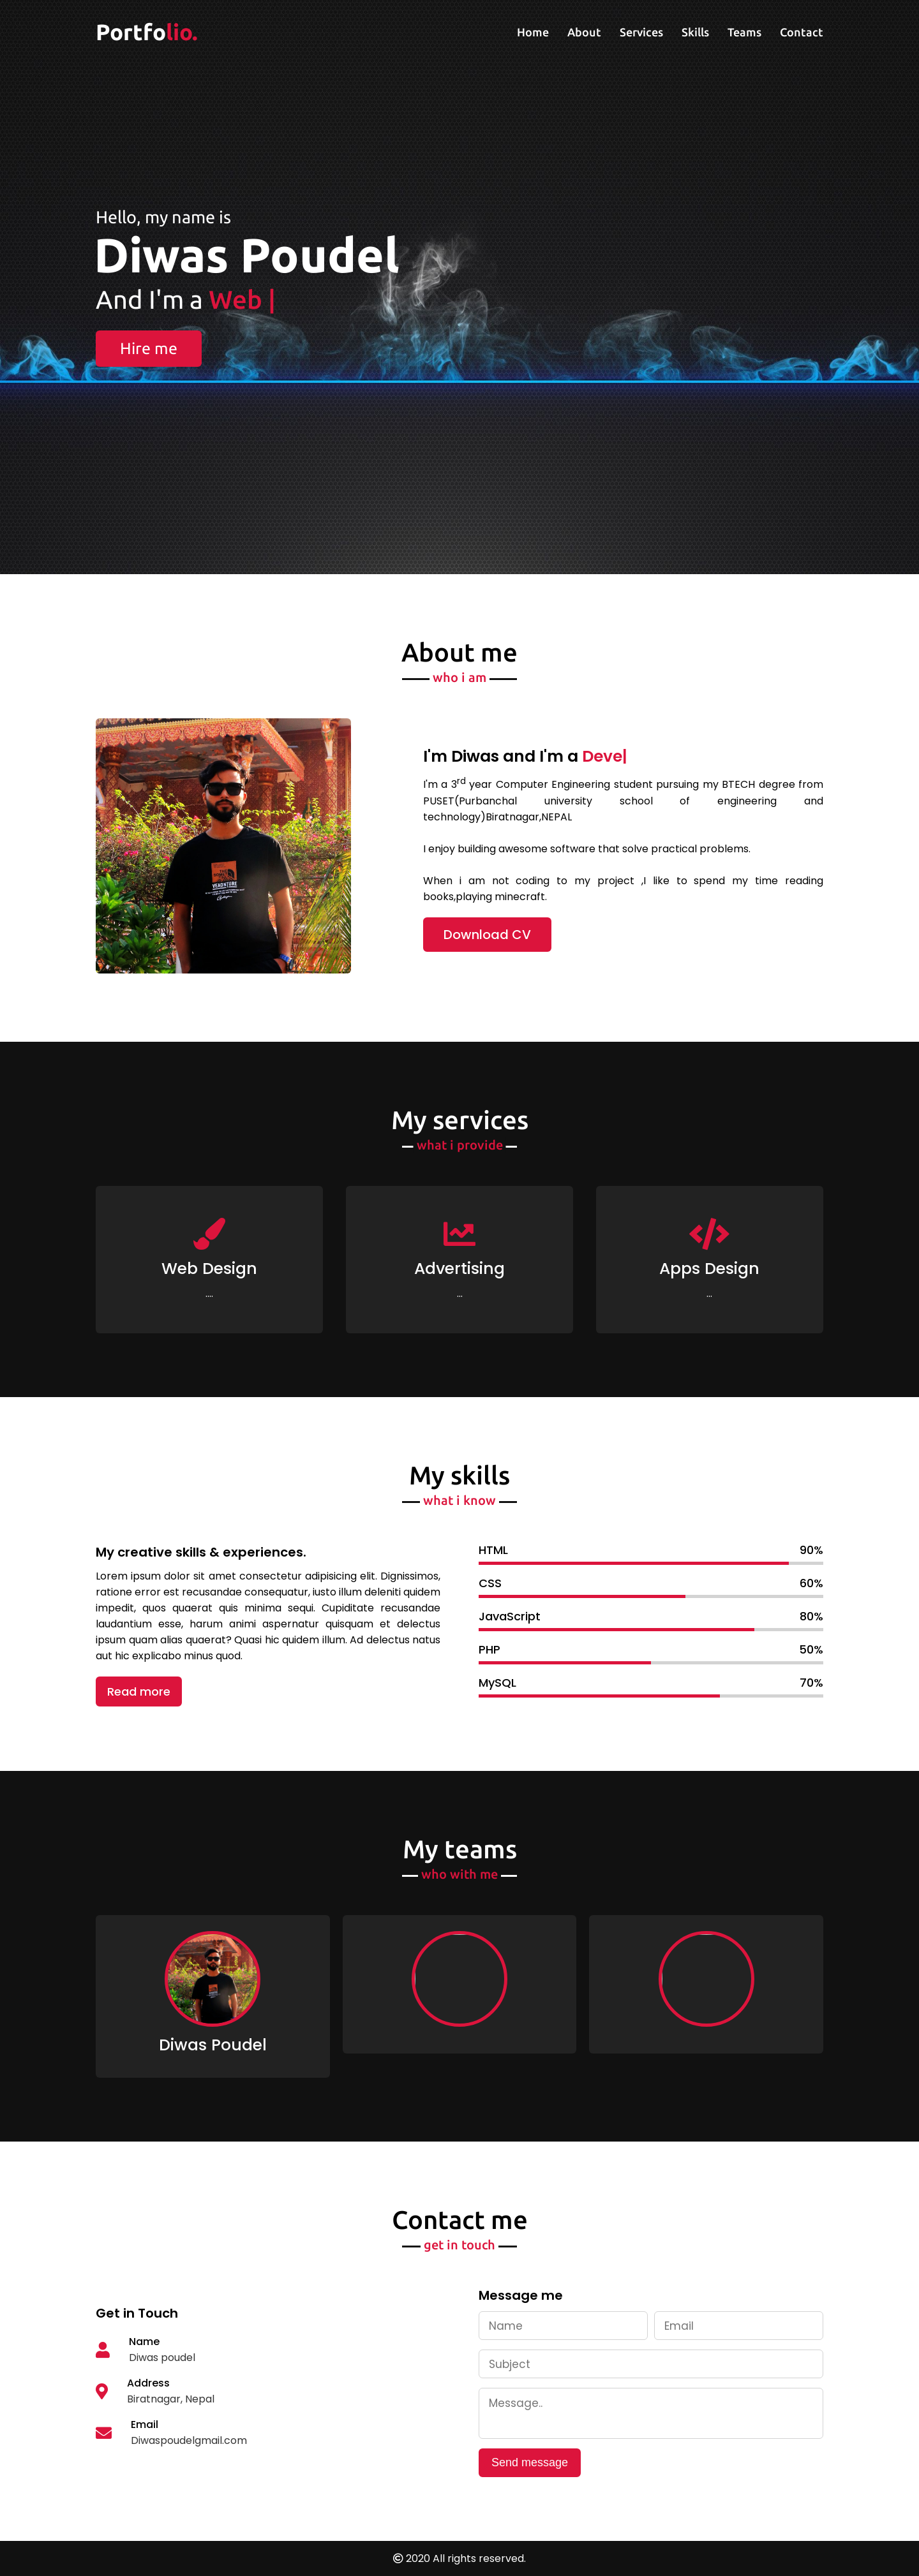 Portfolio.
Home About Services Skills Teams Contact
Hello, my name is
Diwas Poudel
And I'm a Web |
Hire me
About me
who i am
I'm Diwas and I'm a Deve|
I'm a 3rd year Computer Engineering student pursuing my BTECH degree from
PUSET(Purbanchal university school of engineering and
technology)Biratnagar,NEPAL
I enjoy building awesome software that solve practical problems.
When i am not coding to my project ,I like to spend my time reading
books,playing minecraft.
Download CV
My services
what i provide
Web Design
....
Advertising
...
Apps Design
...
My skills
what i know
My creative skills & experiences.
Lorem ipsum dolor sit amet consectetur adipisicing elit. Dignissimos,
ratione error est recusandae consequatur, iusto illum deleniti quidem
impedit, quos quaerat quis minima sequi. Cupiditate recusandae
laudantium esse, harum animi aspernatur quisquam et delectus
ipsum quam alias quaerat? Quasi hic quidem illum. Ad delectus natus
aut hic explicabo minus quod.
Read more
HTML 90%
CSS 60%
JavaScript 80%
PHP 50%
MySQL 70%
My teams
who with me
Diwas Poudel
Contact me
get in touch
Get in Touch
Name
Diwas poudel
Address
Biratnagar, Nepal
Email
Diwaspoudelgmail.com
Message me
Name Email
Subject
Message..
Send message
© 2020 All rights reserved.